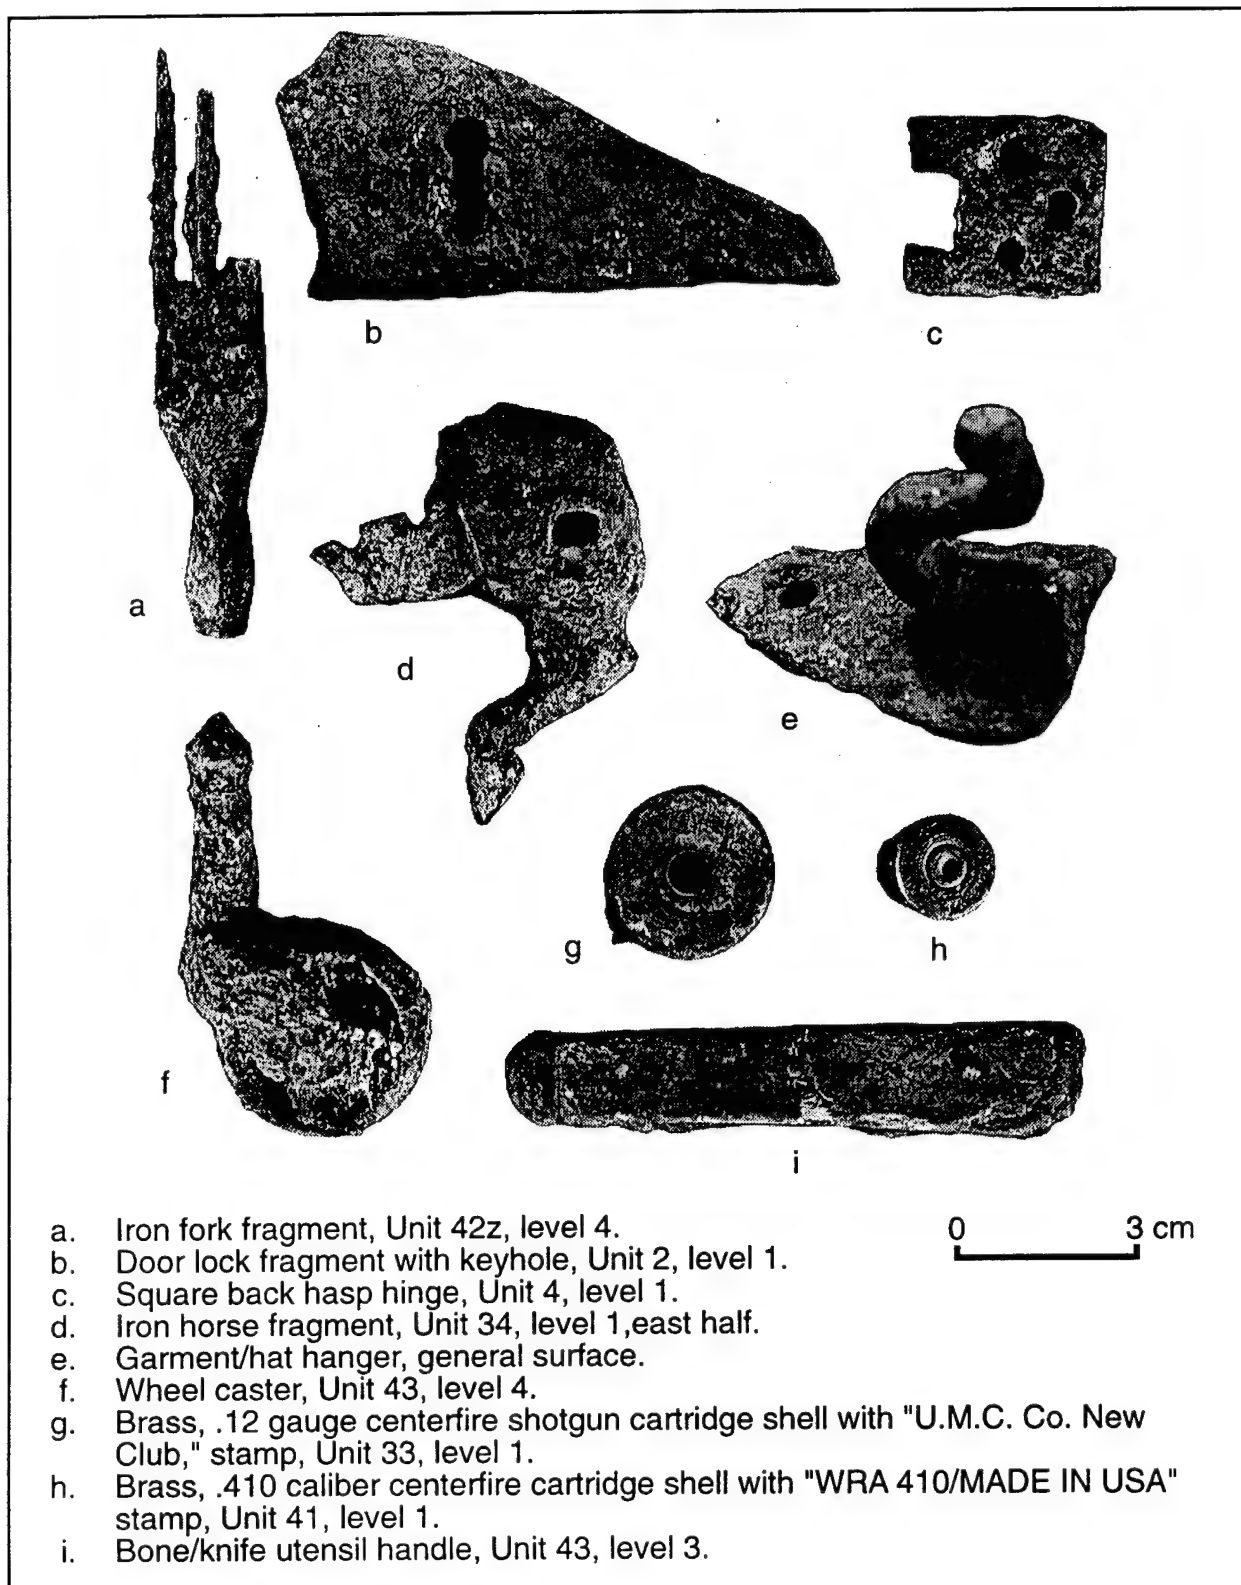 b
c
a
d
e
g
h
f
i
0 3 cm
a. Iron fork fragment, Unit 42z, level 4.
b. Door lock fragment with keyhole, Unit 2, level 1.
c. Square back hasp hinge, Unit 4, level 1.
d. Iron horse fragment, Unit 34, level 1,east half.
e. Garment/hat hanger, general surface.
f. Wheel caster, Unit 43, level 4.
g. Brass, .12 gauge centerfire shotgun cartridge shell with "U.M.C. Co. New
Club," stamp, Unit 33, level 1.
h. Brass, .410 caliber centerfire cartridge shell with "WRA 410/MADE IN USA"
stamp, Unit 41, level 1.
i. Bone/knife utensil handle, Unit 43, level 3.